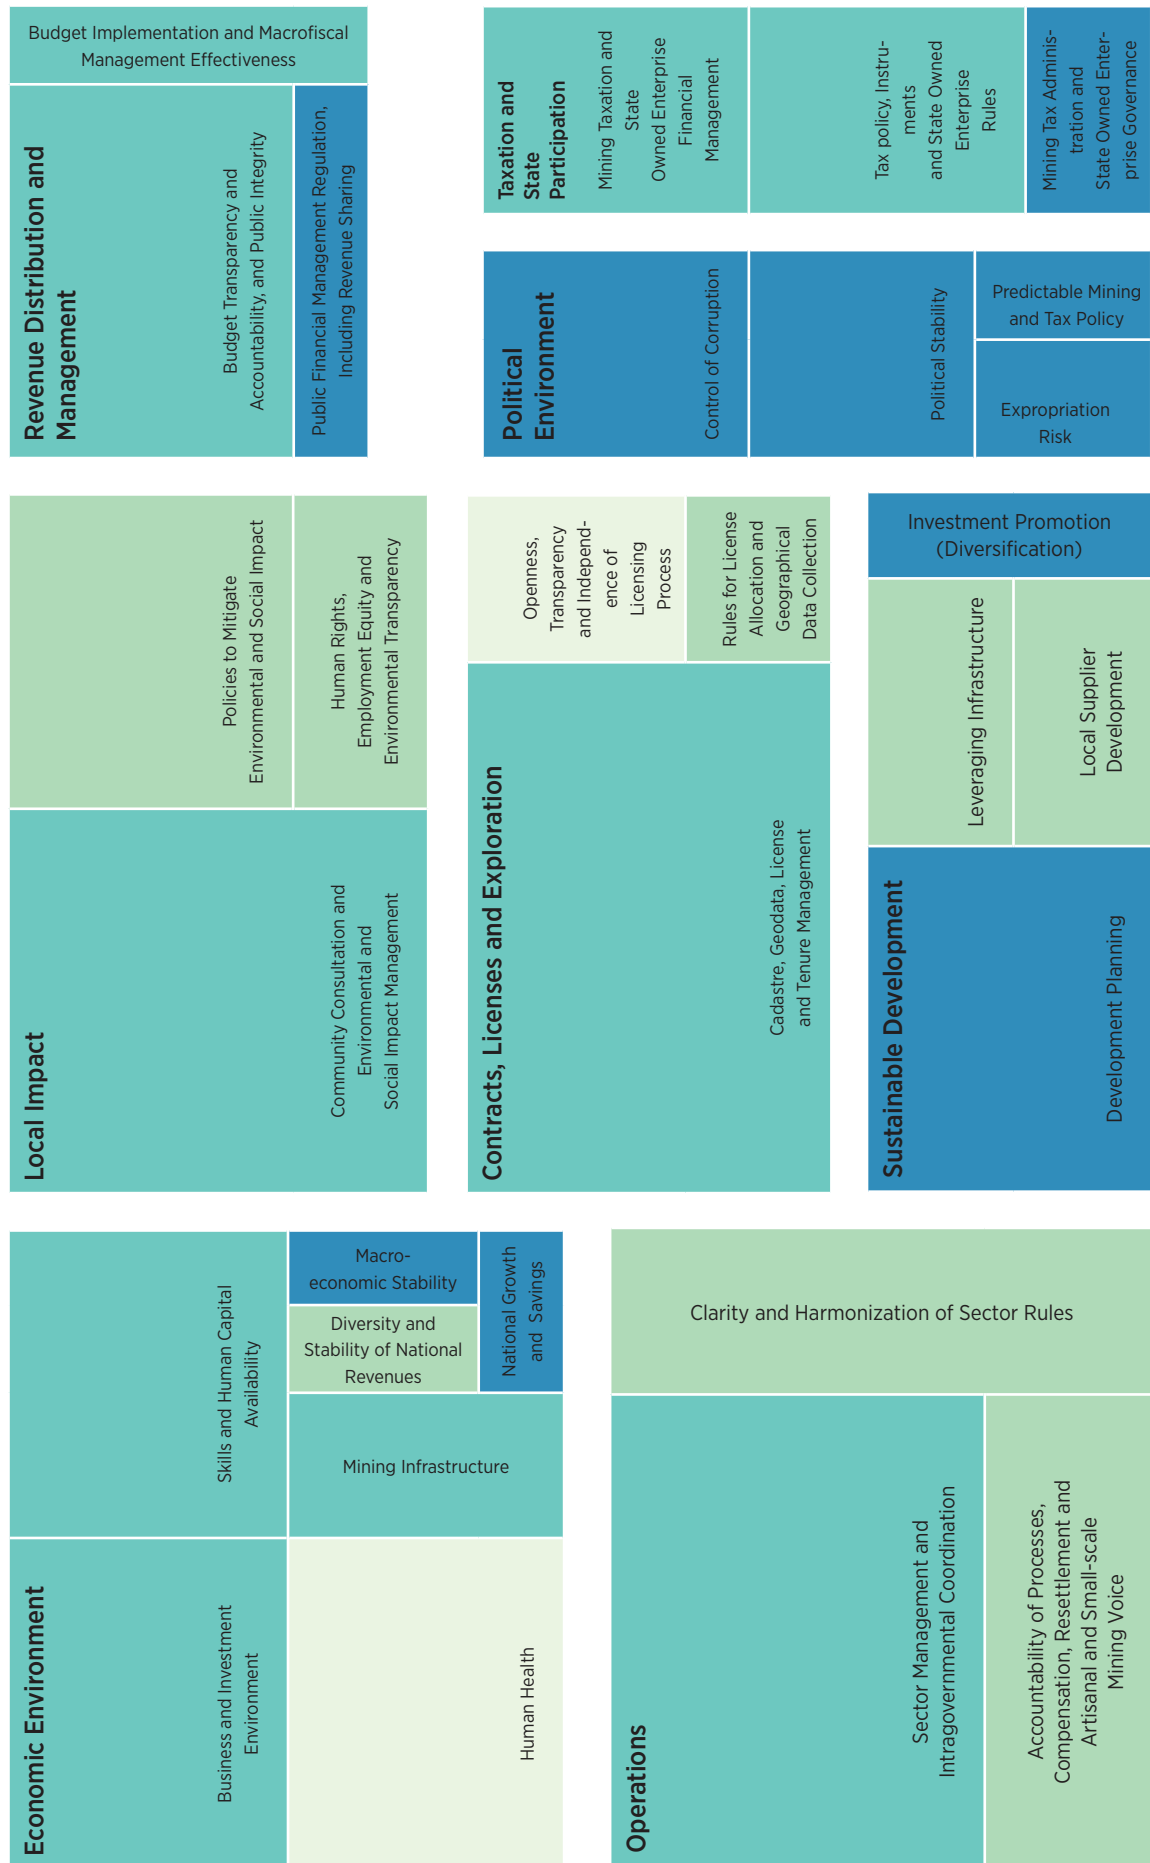 Budget Implementation and Macrofiscal
Management Effectiveness
Revenue Distribution and
Management
Budget Transparency and
Accountability, and Public Integrity
Public Financial Management Regulation,
Including Revenue Sharing
Taxation and
State
Participation
Mining Taxation and
State
Owned Enterprise
Financial
Management
Tax policy, Instru-
ments
and State Owned
Enterprise
Rules
Mining Tax Adminis-
tration and
State Owned Enter-
prise Governance
Political
Environment
Control of Corruption
Political Stability
Predictable Mining
and Tax Policy
Expropriation
Risk
Local Impact
Community Consultation and
Environmental and
Social Impact Management
Policies to Mitigate
Environmental and Social Impact
Human Rights,
Employment Equity and
Environmental Transparency
Contracts, Licenses and Exploration
Cadastre, Geodata, License
and Tenure Management
Openness,
Transparency
and Independ-
ence of
Licensing
Process
Rules for License
Allocation and
Geographical
Data Collection
Sustainable Development
Development Planning
Investment Promotion
(Diversification)
Leveraging Infrastructure
Local Supplier
Development
Economic Environment
Business and Investment
Environment
Skills and Human Capital
Availability
Macro-
economic Stability
Diversity and
Stability of National
Revenues
National Growth
and Savings
Mining Infrastructure
Human Health
Operations
Sector Management and
Intragovernmental Coordination
Clarity and Harmonization of Sector Rules
Accountability of Processes,
Compensation, Resettlement and
Artisanal and Small-scale
Mining Voice